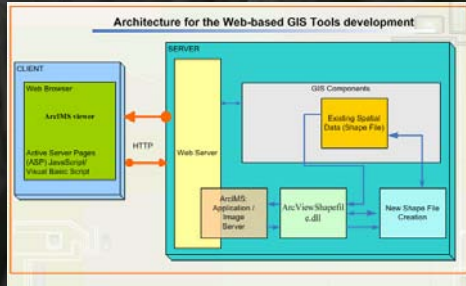 Architecture for the Web-based GIS Tools development
SERVER
CLIENT
Web Browser
ArcIMS viewer
Active Server Pages
(ASP) JavaScript/
Visual Basic Script
HTTP
Web Server
GIS Components
Existing Spatial
Data (Shape File)
ArcIMS:
Application /
Image
Server
ArcViewShapefil
e.dll
New Shape File
Creation